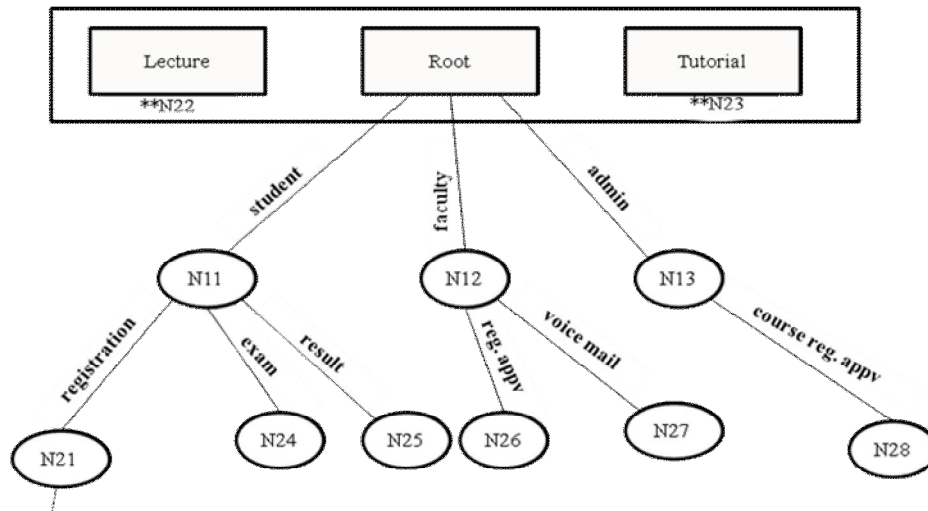 Lecture
Root
Tutorial
**N22
**N23
student
faculty
admin
N11
N12
N13
registration
exam
result
reg. appv
voice mail
course reg. appv
N21
N24
N25
N26
N27
N28